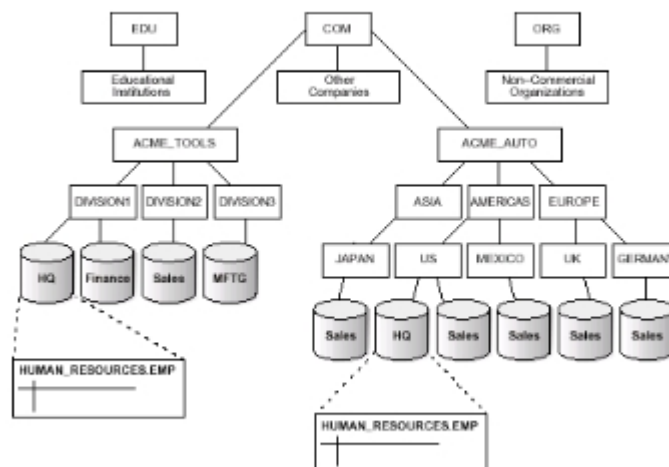 EDU
COM
ORG
Educational
Institutions
Other
Companies
Non-Commercial
Organizations
ACME_TOOLS
ACME_AUTO
DIVISION1
DIVISION2
DIVISION3
ASIA
AMERICAS
EUROPE
HQ
Finance
Sales
MFTG
JAPAN
US
MEXICO
UK
GERMANY
Sales
HQ
Sales
Sales
Sales
Sales
HUMAN_RESOURCES.EMP
HUMAN_RESOURCES.EMP